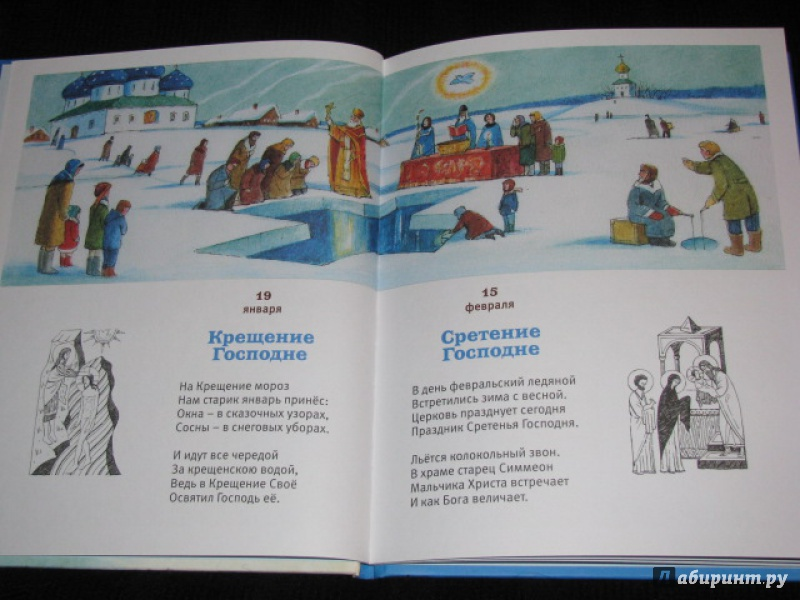 19
января
Крещение
Господне
На Крещение мороз
Нам старик январь принёс:
Окна – в сказочных узорах,
Сосны – в снеговых уборах.
И идут все чередой
За крещенскою водой,
Ведь в Крещение Своё
Освятил Господь её.
15
февраля
Сретение
Господне
В день февральский ледяной
Встретились зима с весной.
Церковь празднует сегодня
Праздник Сретенья Господня.
Льётся колокольный звон.
В храме старец Симмеон
Мальчика Христа встречает
И как Бога величает.
Лабиринт.ру